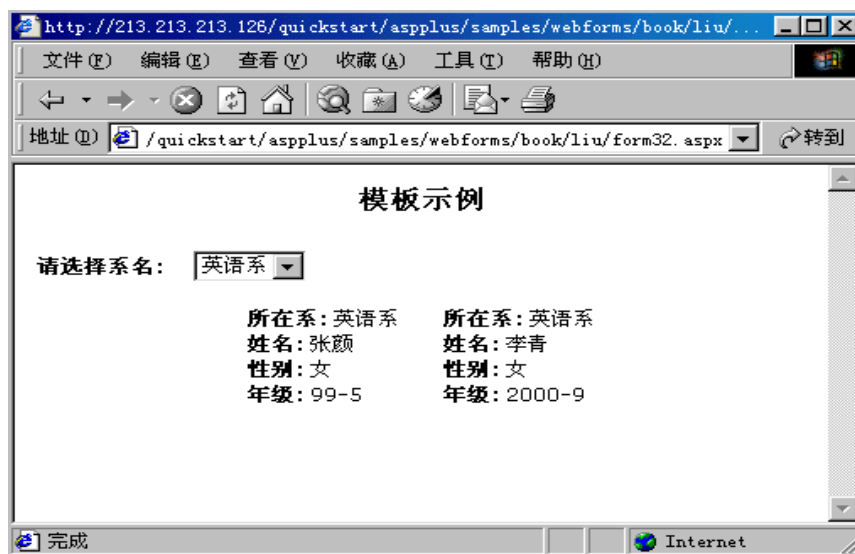 http://213.213.213.126/quickstart/aspplus/samples/webforms/book/liu/...
文件(F) 编辑(E) 查看(V) 收藏(A) 工具(T) 帮助(H)
地址(D) /quickstart/aspplus/samples/webforms/book/liu/form32.aspx 转到
模板示例
请选择系名: 英语系
所在系:英语系 所在系:英语系
姓名:张颜 姓名:李青
性别:女 性别:女
年级:99-5 年级:2000-9
完成 Internet